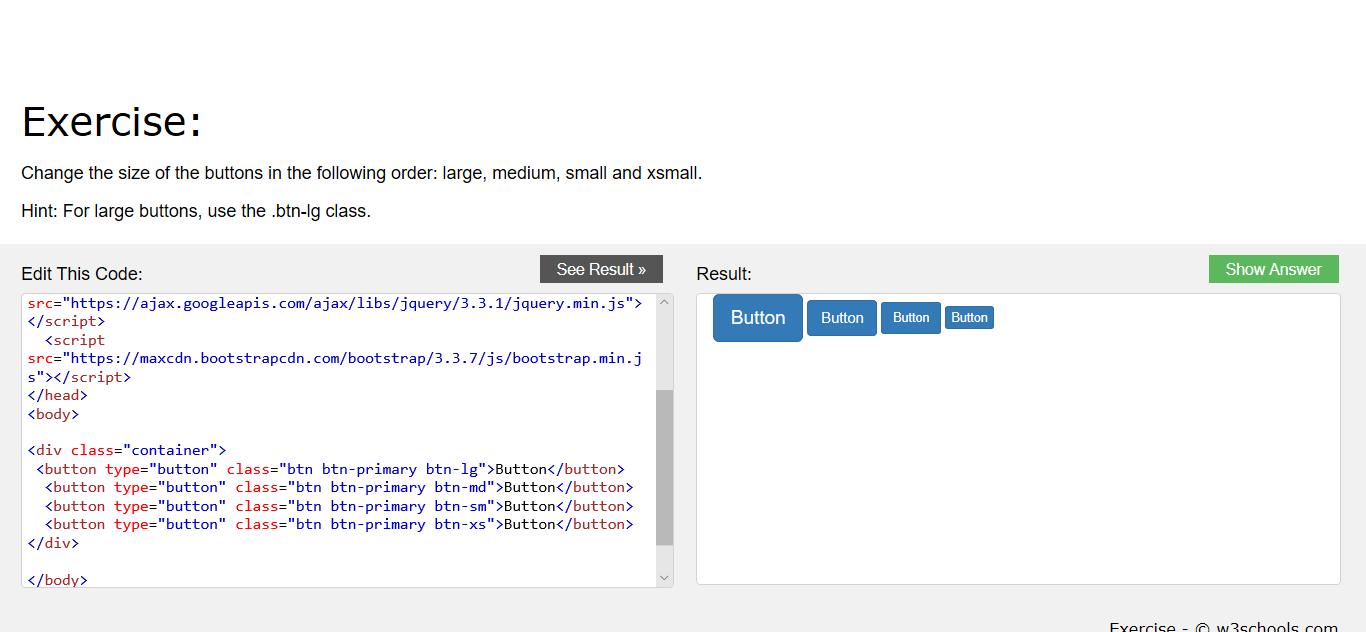 Exercise:
Change the size of the buttons in the following order: large, medium, small and xsmall.
Hint: For large buttons, use the .btn-lg class.
Edit This Code:
See Result »
src="https://ajax.googleapis.com/ajax/libs/jquery/3.3.1/jquery.min.js">
</script>
<script
src="https://maxcdn.bootstrapcdn.com/bootstrap/3.3.7/js/bootstrap.min.j
s"></script>
</head>
<body>
<div class="container">
<button type="button" class="btn btn-primary btn-lg">Button</button>
<button type="button" class="btn btn-primary btn-md">Button</button>
<button type="button" class="btn btn-primary btn-sm">Button</button>
<button type="button" class="btn btn-primary btn-xs">Button</button>
</div>
</body>
Result:
Show Answer
Button Button Button Button
Exercise - © w3schools.com